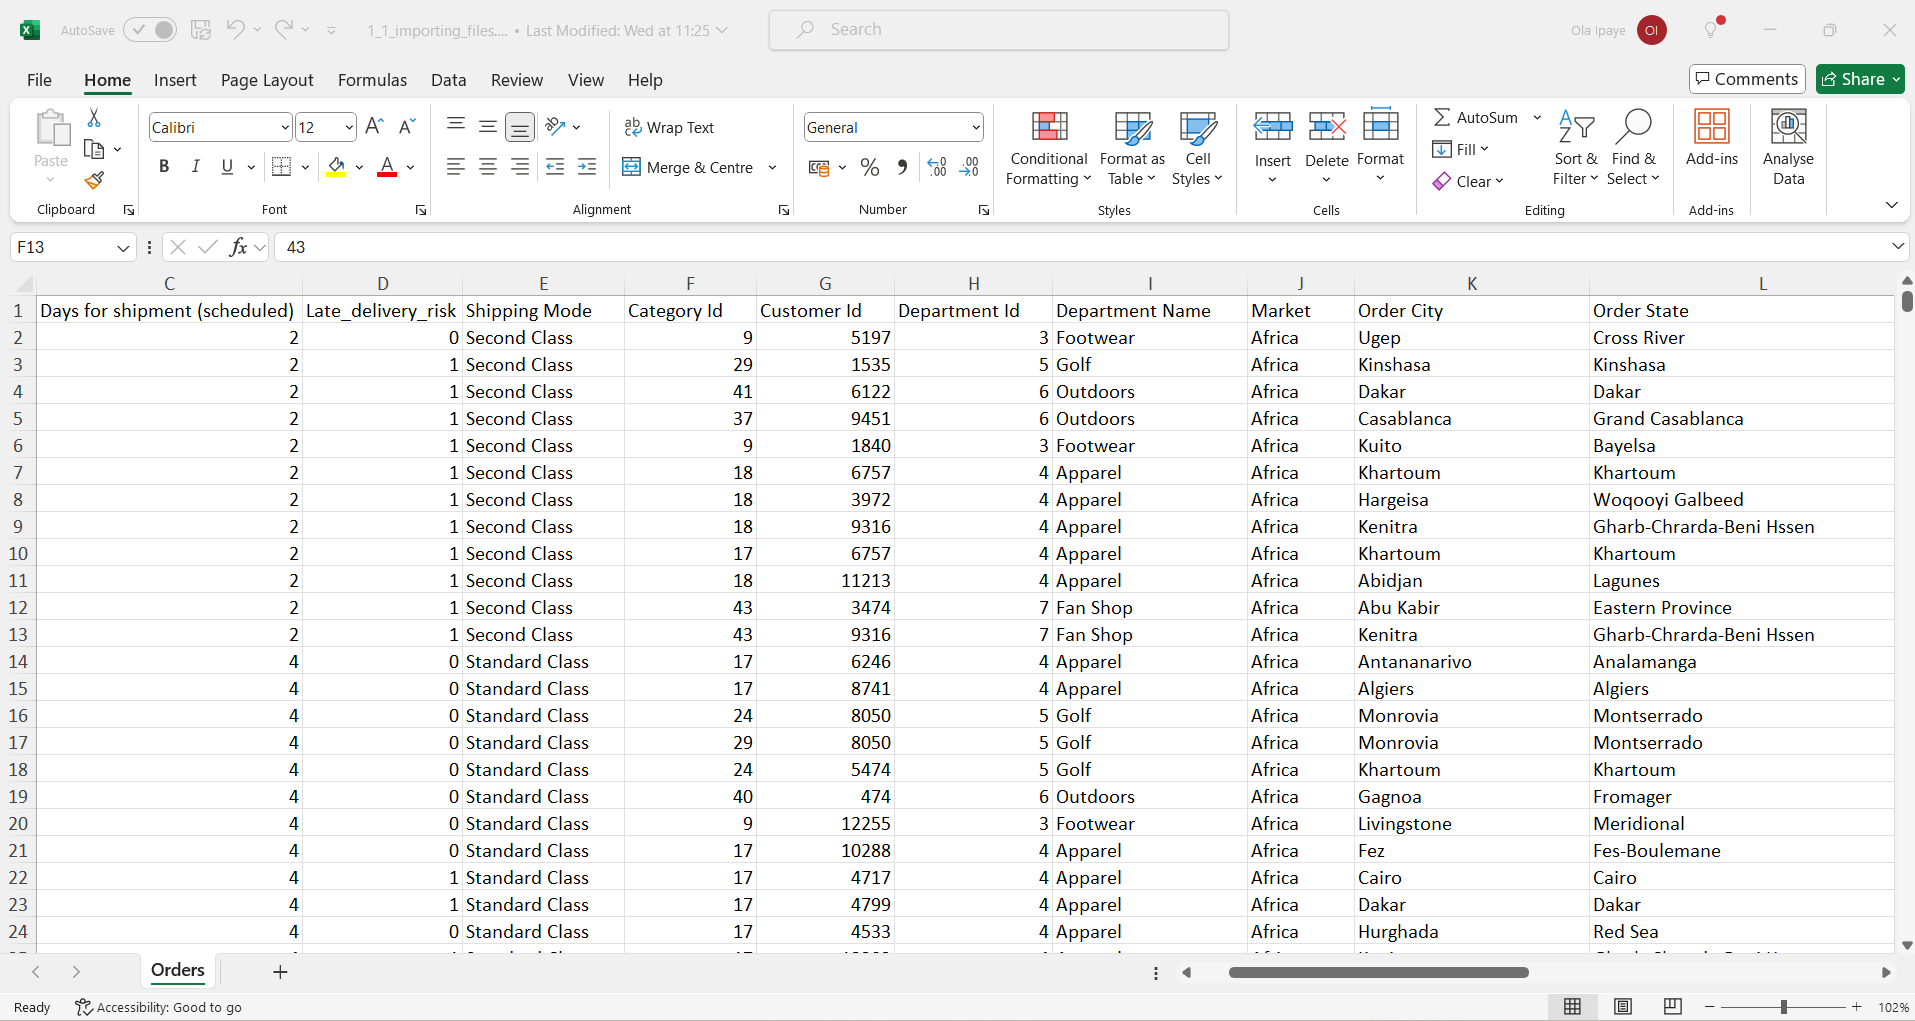 AutoSave 1_1_importing_files.... • Last Modified: Wed at 11:25 Search Ola Ipaye OI
File Home Insert Page Layout Formulas Data Review View Help Comments Share
Paste Calibri 12 A A Wrap Text General Conditional Formatting Format as Table Cell Styles Insert Delete Format AutoSum Fill Clear Sort & Filter Find & Select Add-ins Analyse Data
B I U A Merge & Centre % 
Clipboard Font Alignment Number Styles Cells Editing Add-ins
F13 fx 43
C D E F G H I J K L
1 Days for shipment (scheduled) Late_delivery_risk Shipping Mode Category Id Customer Id Department Id Department Name Market Order City Order State
2 2 0 Second Class 9 5197 3 Footwear Africa Ugep Cross River
3 2 1 Second Class 29 1535 5 Golf Africa Kinshasa Kinshasa
4 2 1 Second Class 41 6122 6 Outdoors Africa Dakar Dakar
5 2 1 Second Class 37 9451 6 Outdoors Africa Casablanca Grand Casablanca
6 2 1 Second Class 9 1840 3 Footwear Africa Kuito Bayelsa
7 2 1 Second Class 18 6757 4 Apparel Africa Khartoum Khartoum
8 2 1 Second Class 18 3972 4 Apparel Africa Hargeisa Woqooyi Galbeed
9 2 1 Second Class 18 9316 4 Apparel Africa Kenitra Gharb-Chrarda-Beni Hssen
10 2 1 Second Class 17 6757 4 Apparel Africa Khartoum Khartoum
11 2 1 Second Class 18 11213 4 Apparel Africa Abidjan Lagunes
12 2 1 Second Class 43 3474 7 Fan Shop Africa Abu Kabir Eastern Province
13 2 1 Second Class 43 9316 7 Fan Shop Africa Kenitra Gharb-Chrarda-Beni Hssen
14 4 0 Standard Class 17 6246 4 Apparel Africa Antananarivo Analamanga
15 4 0 Standard Class 17 8741 4 Apparel Africa Algiers Algiers
16 4 0 Standard Class 24 8050 5 Golf Africa Monrovia Montserrado
17 4 0 Standard Class 29 8050 5 Golf Africa Monrovia Montserrado
18 4 0 Standard Class 24 5474 5 Golf Africa Khartoum Khartoum
19 4 0 Standard Class 40 474 6 Outdoors Africa Gagnoa Fromager
20 4 0 Standard Class 9 12255 3 Footwear Africa Livingstone Meridional
21 4 0 Standard Class 17 10288 4 Apparel Africa Fez Fes-Boulemane
22 4 1 Standard Class 17 4717 4 Apparel Africa Cairo Cairo
23 4 1 Standard Class 17 4799 4 Apparel Africa Dakar Dakar
24 4 0 Standard Class 17 4533 4 Apparel Africa Hurghada Red Sea
Orders
Ready Accessibility: Good to go 102%